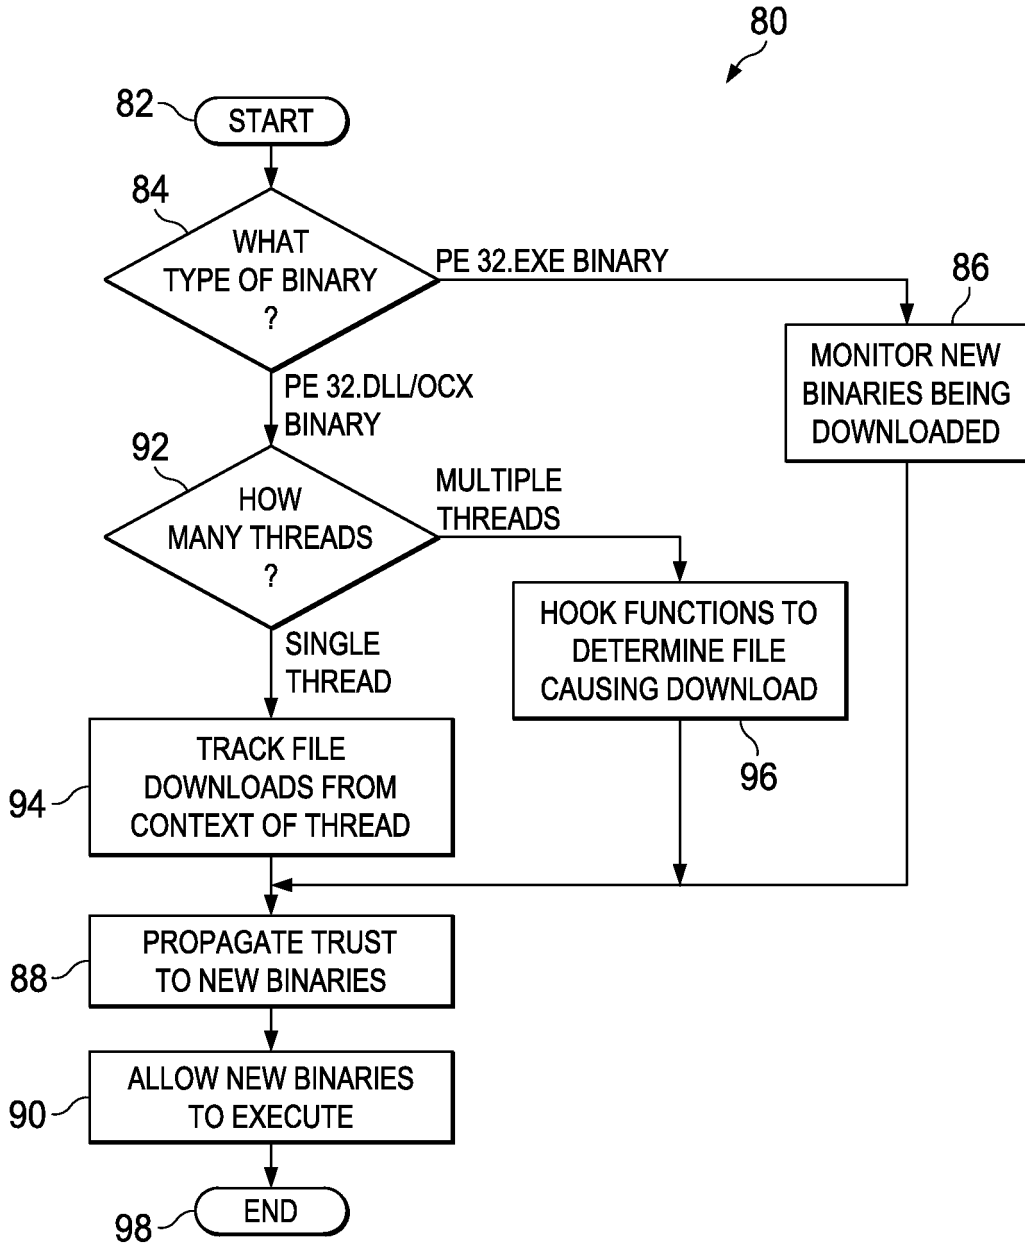 80
82
START
84
WHAT
TYPE OF BINARY
?
PE 32.EXE BINARY
86
MONITOR NEW
BINARIES BEING
DOWNLOADED
PE 32.DLL/OCX
BINARY
92
HOW
MANY THREADS
?
MULTIPLE
THREADS
HOOK FUNCTIONS TO
DETERMINE FILE
CAUSING DOWNLOAD
96
SINGLE
THREAD
TRACK FILE
DOWNLOADS FROM
CONTEXT OF THREAD
94
PROPAGATE TRUST
TO NEW BINARIES
88
ALLOW NEW BINARIES
TO EXECUTE
90
END
98